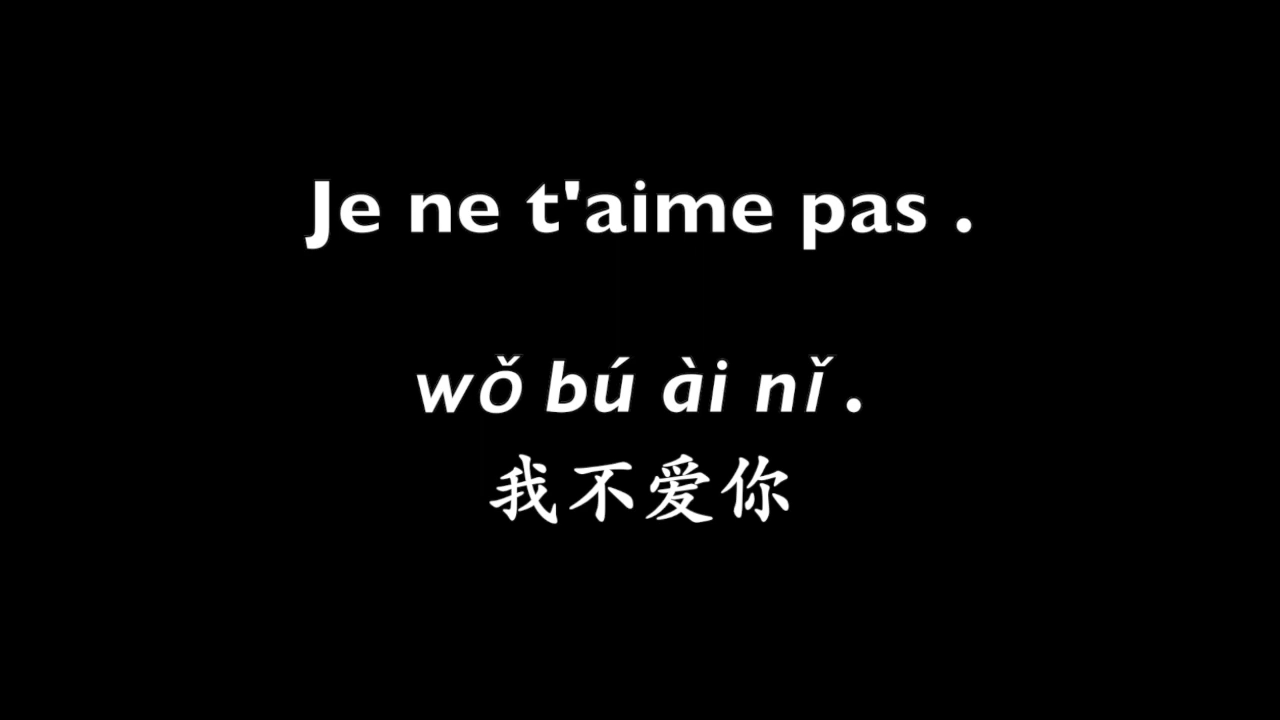 Je ne t'aime pas .
wǒ bú ài nǐ .
我不爱你